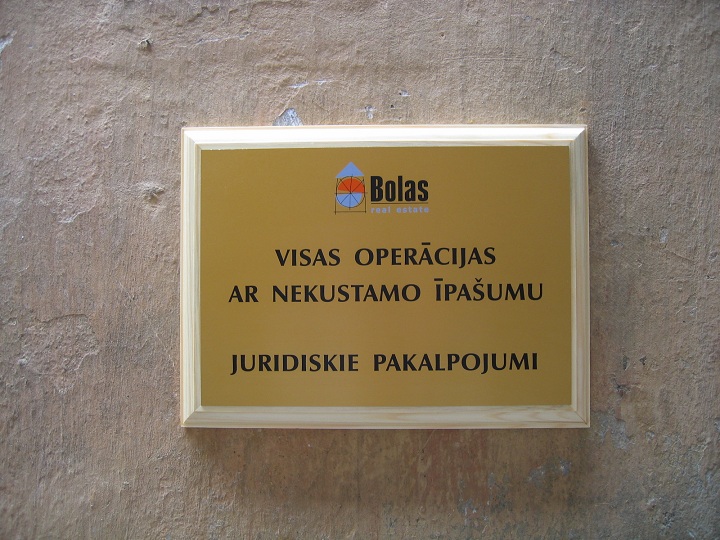 Bolas
real estate
VISAS OPERĀCIJAS
AR NEKUSTAMO ĪPAŠUMU
JURIDISKIE PAKALPOJUMI